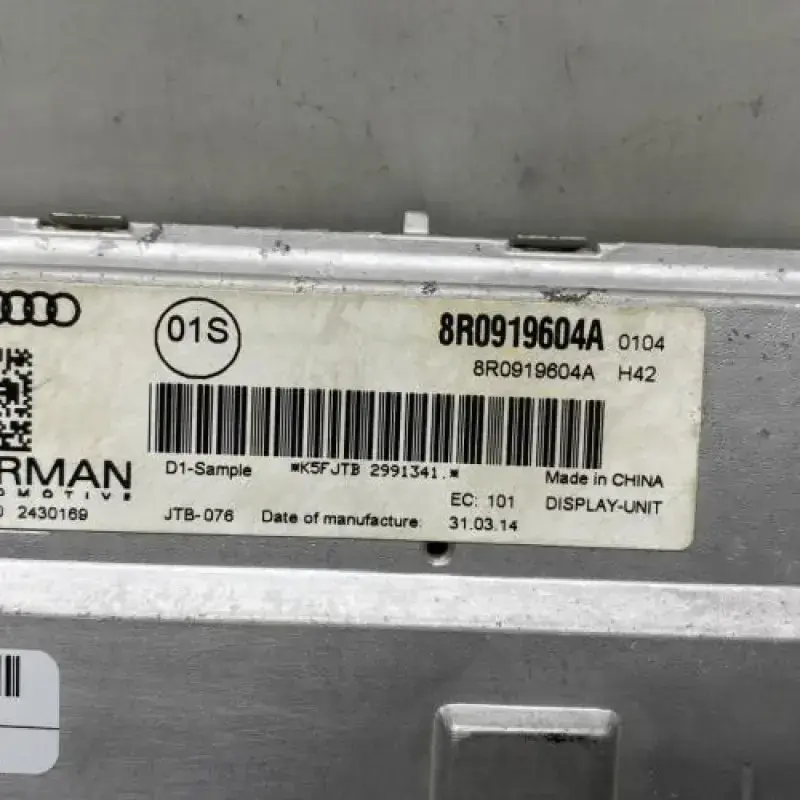 01S
8R0919604A 0104
8R0919604A H42
D1-Sample *K5FJTB 2991341.*
RMAN
OMOTIVE
Made in CHINA
EC: 101 DISPLAY-UNIT
2430169 JTB-076 Date of manufacture: 31.03.14